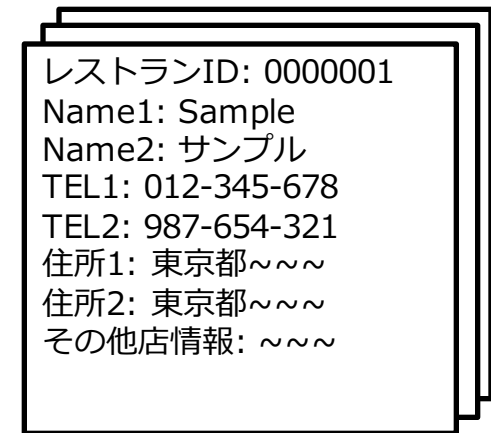 レストランID: 0000001
Name1: Sample
Name2: サンプル
TEL1: 012-345-678
TEL2: 987-654-321
住所1: 東京都~~~
住所2: 東京都~~~
その他店情報: ~~~